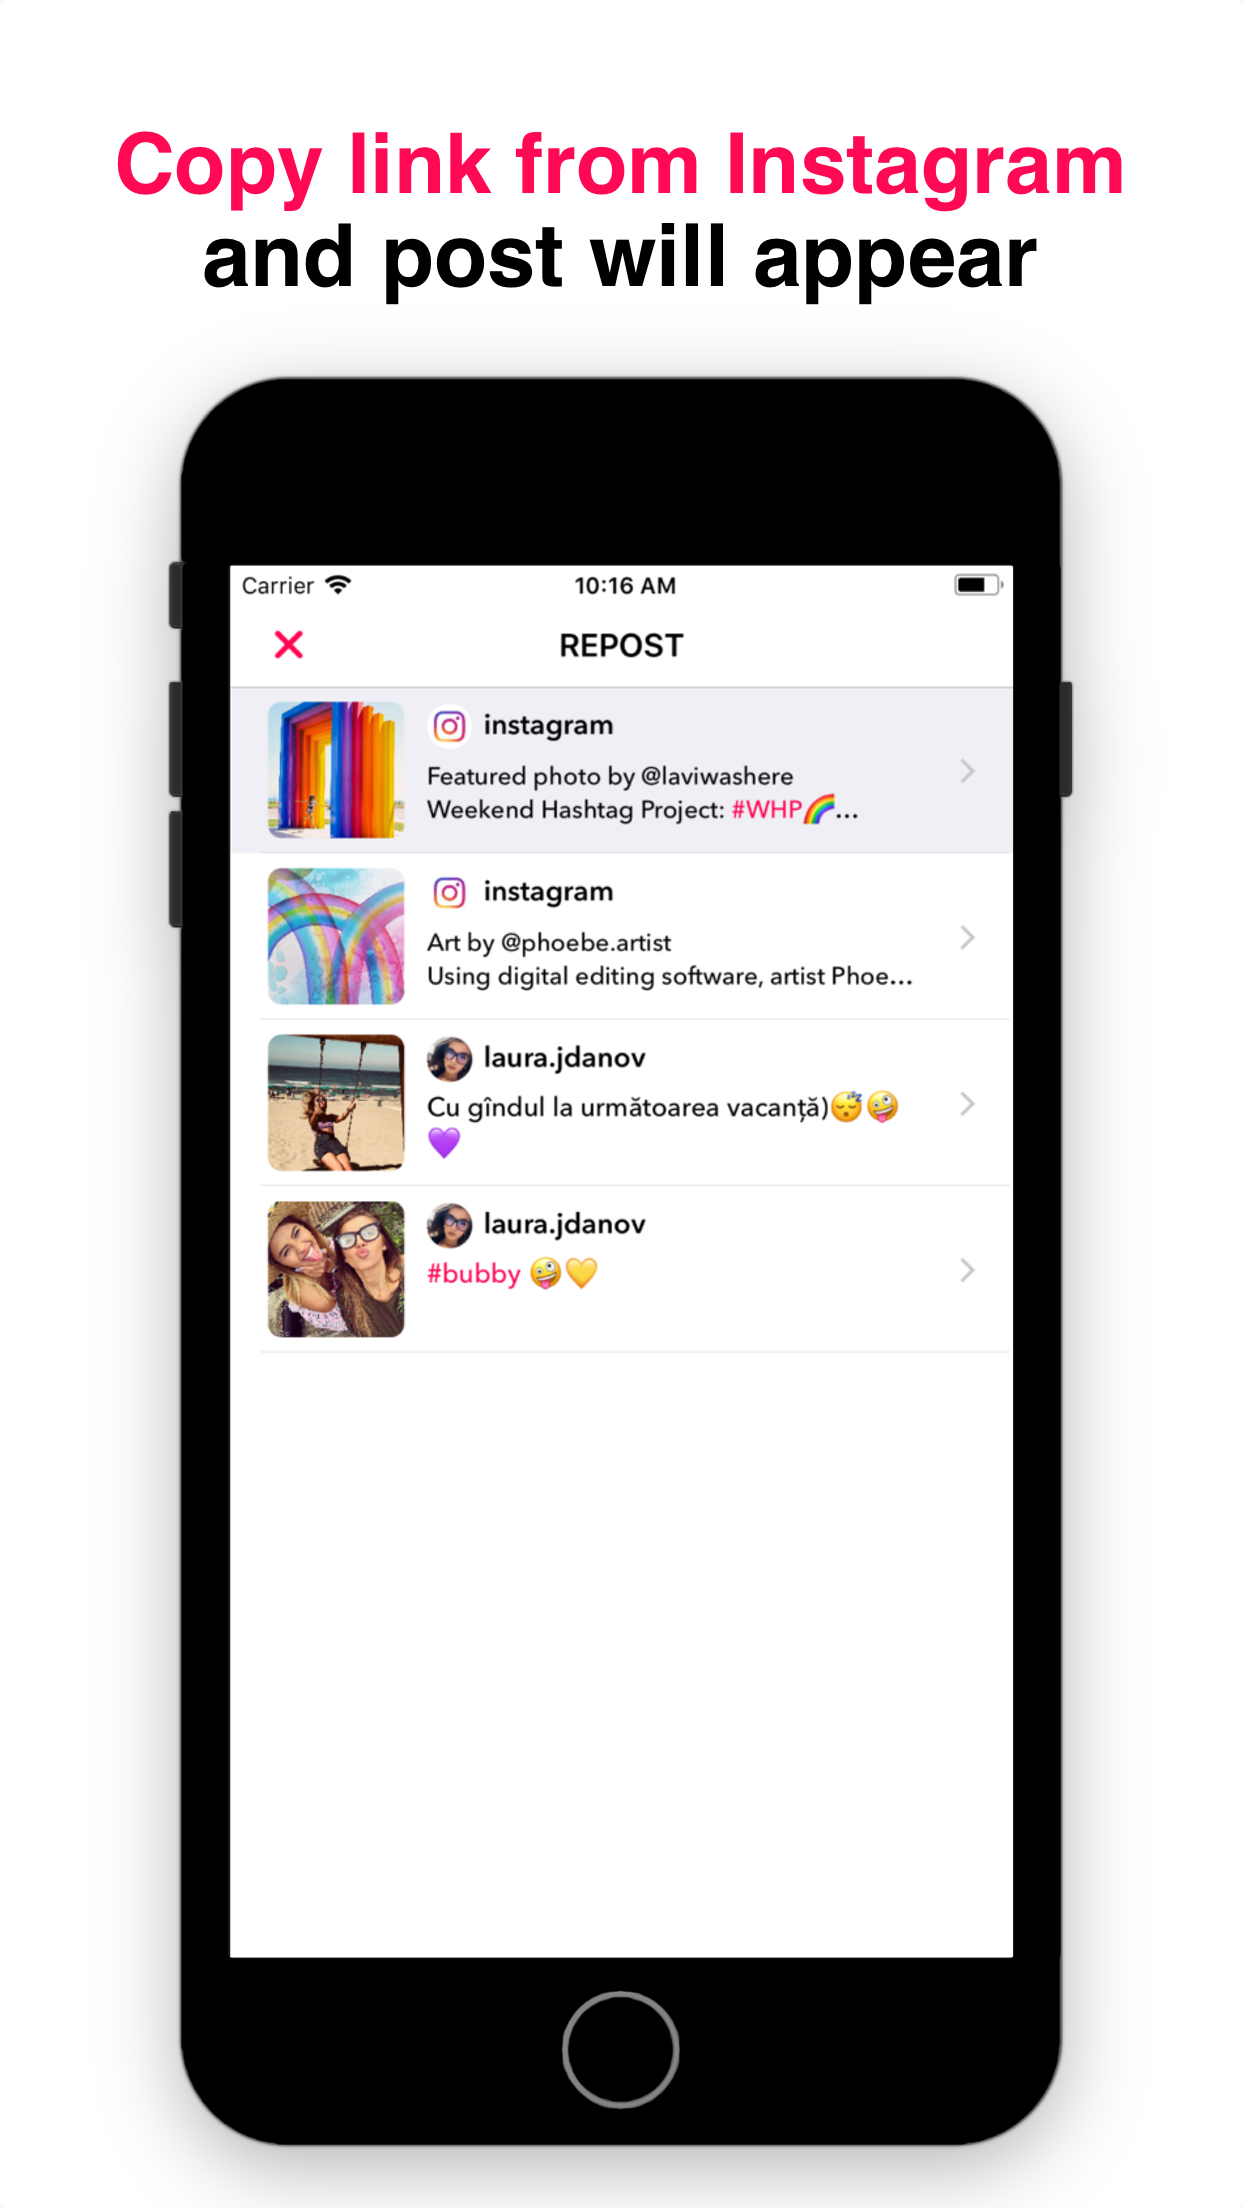 Copy link from Instagram
and post will appear
Carrier 10:16 AM
REPOST
instagram
Featured photo by @laviwashere
Weekend Hashtag Project: #WHP🌈...
instagram
Art by @phoebe.artist
Using digital editing software, artist Phoe...
laura.jdanov
Cu gîndul la următoarea vacanță)😴🤪
💜
laura.jdanov
#bubby 🤪💛